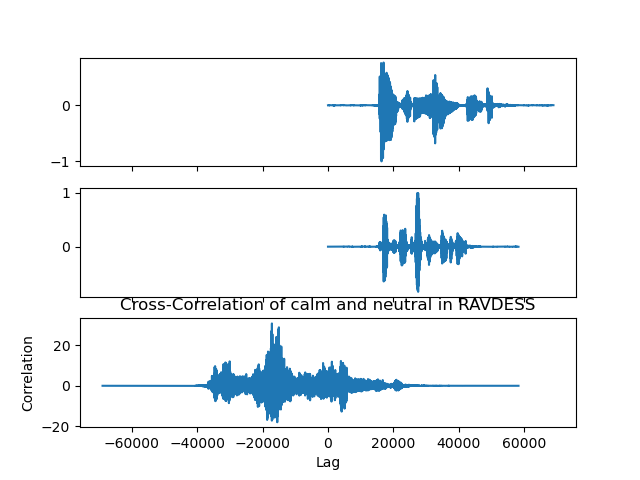 0
−1
1
0
Cross-Correlation of calm and neutral in RAVDESS
20
0
−20
Correlation
−60000 −40000 −20000 0 20000 40000 60000
Lag